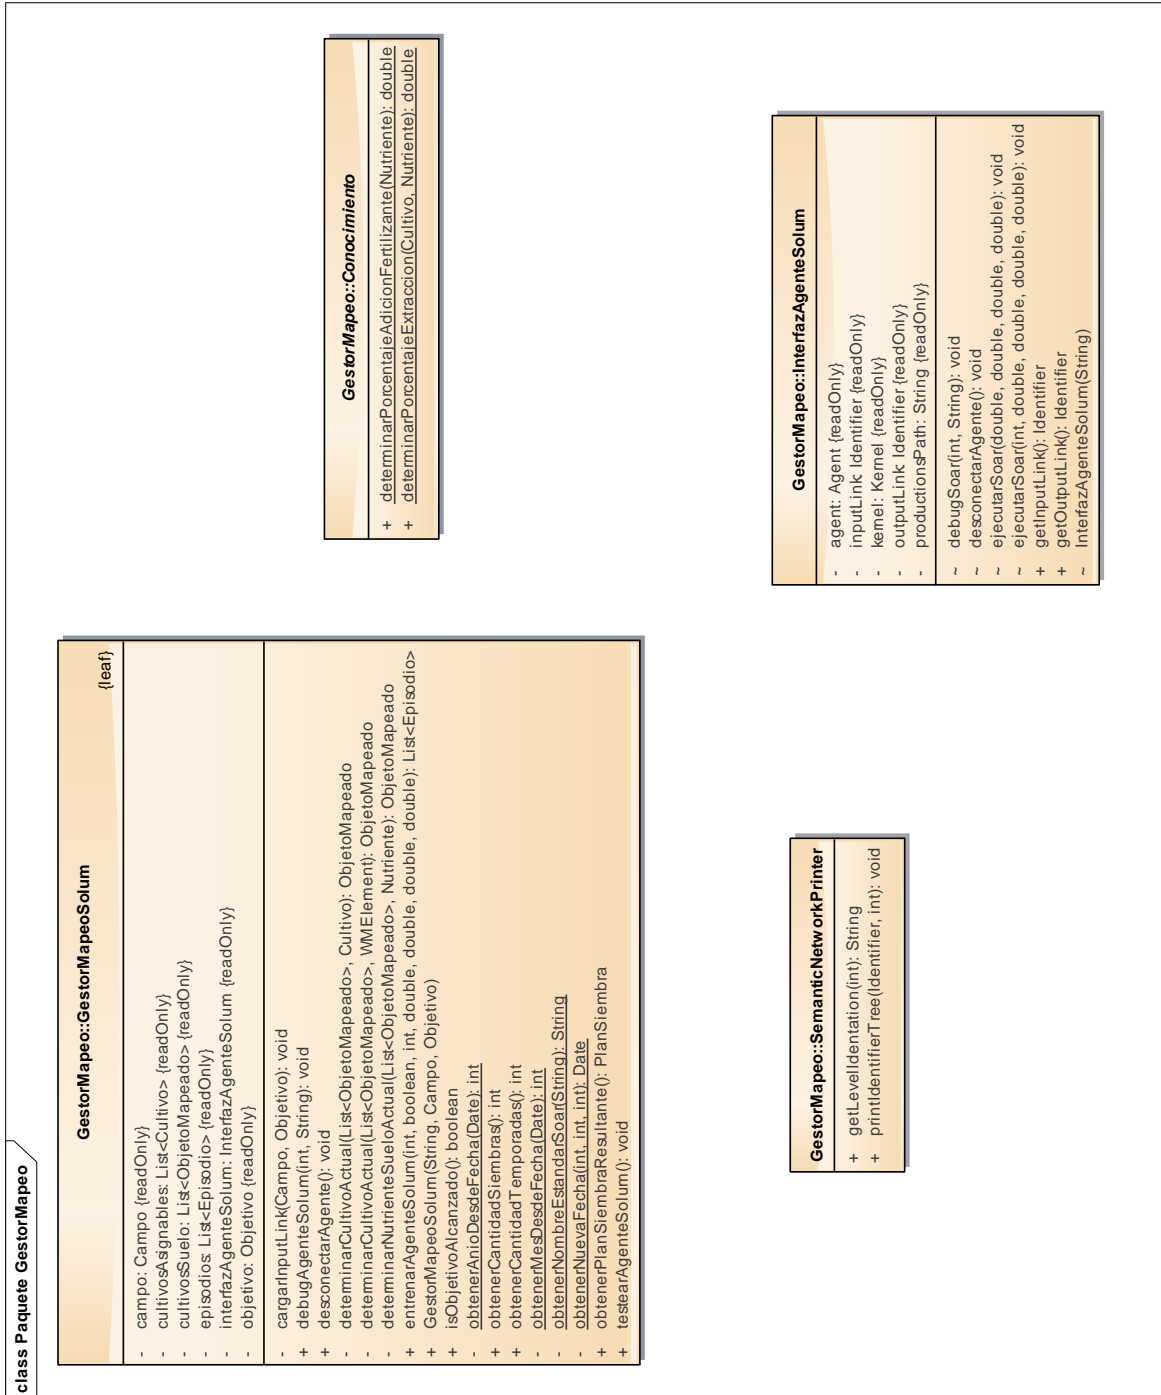 class Paquete GestorMapeo
GestorMapeo::GestorMapeoSolum
{leaf}
- campo: Campo {readOnly}
- cultivosAsignables: List<Cultivo> {readOnly}
- cultivosSuelo: List<ObjetoMapeado> {readOnly}
- episodios: List<Episodio> {readOnly}
- interfazAgenteSolum: InterfazAgenteSolum {readOnly}
- objetivo: Objetivo {readOnly}
- cargarInputLink(Campo, Objetivo): void
+ debugAgenteSolum(int, String): void
+ desconectarAgente(): void
- determinarCultivoActual(List<ObjetoMapeado>, Cultivo): ObjetoMapeado
- determinarCultivoActual(List<ObjetoMapeado>, WMElement): ObjetoMapeado
- determinarNutrienteSueloActual(List<ObjetoMapeado>, Nutriente): ObjetoMapeado
+ entrenarAgenteSolum(int, boolean, int, double, double, double, double): List<Episodio>
+ GestorMapeoSolum(String, Campo, Objetivo)
+ isObjetivoAlcanzado(): boolean
- obtenerAnioDesdeFecha(Date): int
+ obtenerCantidadSiembras(): int
+ obtenerCantidadTemporadas(): int
- obtenerMesDesdeFecha(Date): int
- obtenerNombreEstandarSoar(String): String
- obtenerNuevaFecha(int, int, int): Date
+ obtenerPlanSiembraResultante(): PlanSiembra
+ testearAgenteSolum(): void
GestorMapeo::Conocimiento
+ determinarPorcentajeAdicionFertilizante(Nutriente): double
+ determinarPorcentajeExtraccion(Cultivo, Nutriente): double
GestorMapeo::SemanticNetworkPrinter
+ getLevelIdentation(int): String
+ printIdentifierTree(Identifier, int): void
GestorMapeo::InterfazAgenteSolum
- agent: Agent {readOnly}
- inputLink: Identifier {readOnly}
- kernel: Kernel {readOnly}
- outputLink: Identifier {readOnly}
- productionsPath: String {readOnly}
~ debugSoar(int, String): void
~ desconectarAgente(): void
~ ejecutarSoar(double, double, double, double): void
~ ejecutarSoar(int, double, double, double, double): void
+ getInputLink(): Identifier
+ getOutputLink(): Identifier
~ InterfazAgenteSolum(String)